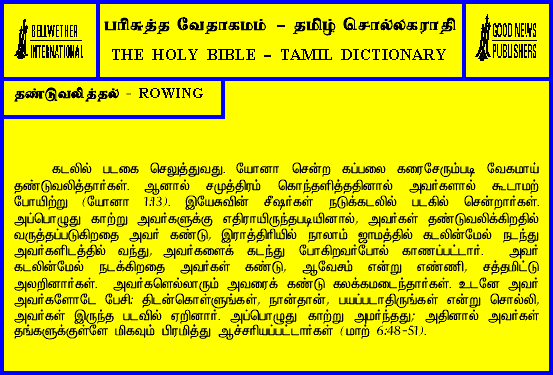 BELLWETHER
INTERNATIONAL
பரிசுத்த வேதாகமம் – தமிழ் சொல்லகராதி
THE HOLY BIBLE – TAMIL DICTIONARY
GOOD NEWS
PUBLISHERS
தண்டுவலித்தல் - ROWING
கடலில் படகை செலுத்துவது. யோனா சென்ற கப்பலை கரைசேரும்படி வேகமாய்
தண்டுவலித்தார்கள். ஆனால் சமுத்திரம் கொந்தளித்ததினால் அவர்களால் கூடாமற்
போயிற்று (யோனா 1:13). இயேசுவின் சீஷர்கள் நடுக்கடலில் படகில் சென்றார்கள்.
அப்பொழுது காற்று அவர்களுக்கு எதிராயிருந்தபடியினால், அவர்கள் தண்டுவலிக்கிறதில்
வருத்தப்படுகிறதை அவர் கண்டு, இராத்திரியில் நாலாம் ஜாமத்தில் கடலின்மேல் நடந்து
அவர்களிடத்தில் வந்து, அவர்களைக் கடந்து போகிறவர்போல் காணப்பட்டார். அவர்
கடலின்மேல் நடக்கிறதை அவர்கள் கண்டு, ஆவேசம் என்று எண்ணி, சத்தமிட்டு
அலறினார்கள். அவர்களெல்லாரும் அவரைக் கண்டு கலக்கமடைந்தார்கள். உடனே அவர்
அவர்களோடே பேசி: திடன்கொள்ளுங்கள், நான்தான், பயப்படாதிருங்கள் என்று சொல்லி,
அவர்கள் இருந்த படவில் ஏறினார். அப்பொழுது காற்று அமர்ந்தது; அதினால் அவர்கள்
தங்களுக்குள்ளே மிகவும் பிரமித்து ஆச்சரியப்பட்டார்கள் (மாற் 6:48-51).